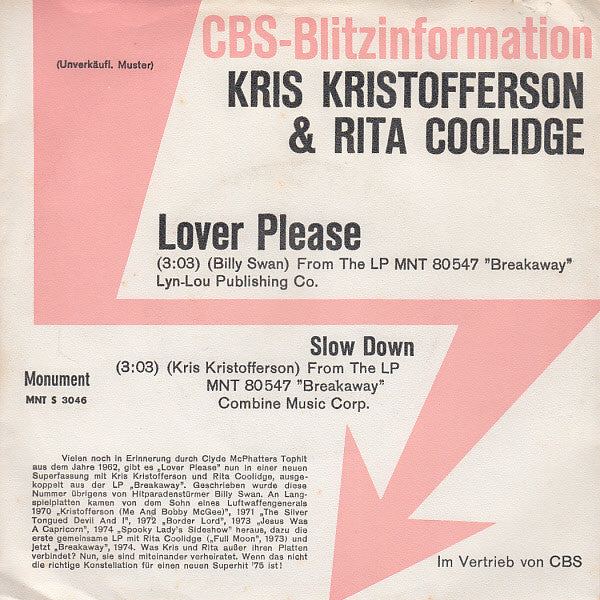 CBS-Blitzinformation
(Unverkäufl. Muster)
KRIS KRISTOFFERSON
& RITA COOLIDGE
Lover Please
(3:03) (Billy Swan) From The LP MNT 80547 "Breakaway"
Lyn-Lou Publishing Co.
Slow Down
(3:03) (Kris Kristofferson) From The LP
MNT 80547 "Breakaway"
Combine Music Corp.
Monument
MNT S 3046
Vielen noch in Erinnerung durch Clyde McPhatters Tophit
aus dem Jahre 1962, gibt es „Lover Please" nun in einer neuen
Superfassung mit Kris Kristofferson und Rita Coolidge, ausge-
koppelt aus der LP „Breakaway". Geschrieben wurde diese
Nummer übrigens von Hitparadenstürmer Billy Swan. An Lang-
spielplatten kamen von dem Sohn eines Luftwaffengenerals
1970 „Kristofferson (Me And Bobby McGee)", 1971 „The Silver
Tongued Devil And I", 1972 „Border Lord", 1973 „Jesus Was
A Capricorn", 1974 „Spooky Lady's Sideshow" heraus, dazu die
erste gemeinsame LP mit Rita Coolidge („Full Moon", 1973) und
jetzt „Breakaway", 1974. Was Kris und Rita außer ihren Platten
verbindet? Nun, sie sind miteinander verheiratet. Wenn das nicht
die richtige Konstellation für einen neuen Superhit '75 ist!
Im Vertrieb von CBS